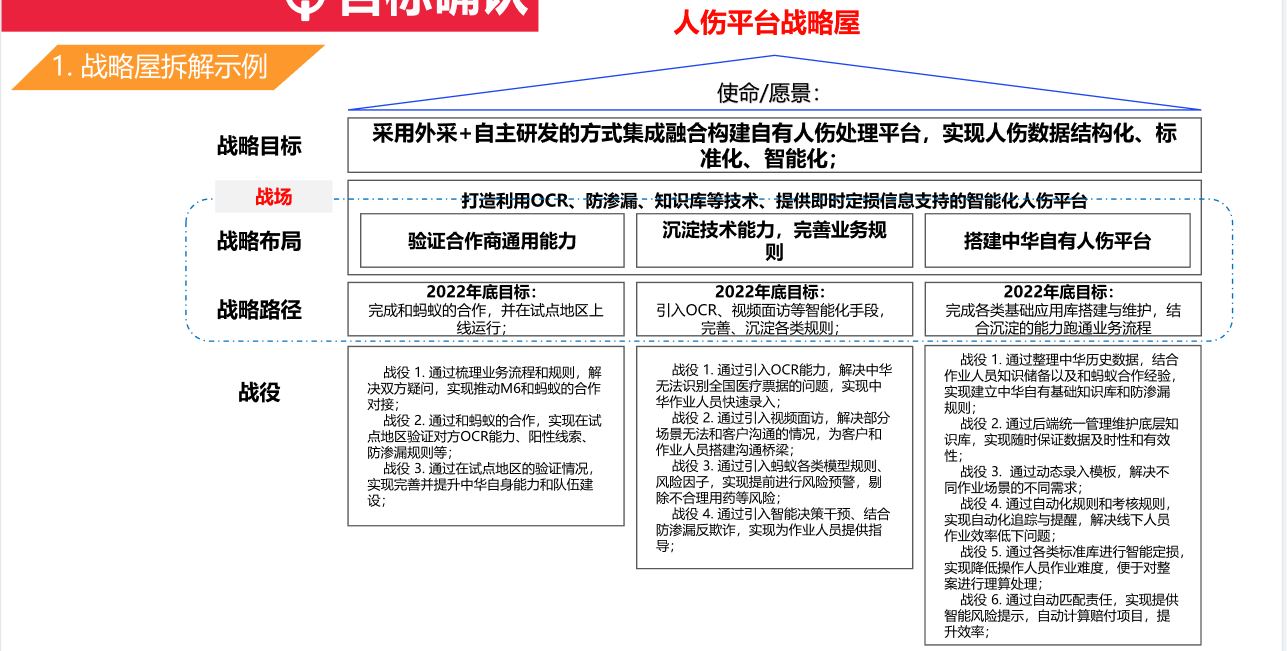 目标确认
人伤平台战略屋
1. 战略屋拆解示例
使命/愿景：
战略目标
采用外采+自主研发的方式集成融合构建自有人伤处理平台，实现人伤数据结构化、标
准化、智能化；
战场
打造利用OCR、防渗漏、知识库等技术、提供即时定损信息支持的智能化人伤平台
战略布局
验证合作商通用能力
沉淀技术能力，完善业务规
则
搭建中华自有人伤平台
战略路径
2022年底目标：
完成和蚂蚁的合作，并在试点地区上
线运行；
2022年底目标：
引入OCR、视频面访等智能化手段，
完善、沉淀各类规则；
2022年底目标：
完成各类基础应用库搭建与维护，结
合沉淀的能力跑通业务流程
战役
战役 1. 通过梳理业务流程和规则，解
决双方疑问，实现推动M6和蚂蚁的合作
对接；
战役 2. 通过和蚂蚁的合作，实现在试
点地区验证对方OCR能力、阳性线索、
防渗漏规则等；
战役 3. 通过在试点地区的验证情况，
实现完善并提升中华自身能力和队伍建
设；
战役 1. 通过引入OCR能力，解决中华
无法识别全国医疗票据的问题，实现中
华作业人员快速录入；
战役 2. 通过引入视频面访，解决部分
场景无法和客户沟通的情况，为客户和
作业人员搭建沟通桥梁；
战役 3. 通过引入蚂蚁各类模型规则、
风险因子，实现提前进行风险预警，剔
除不合理用药等风险；
战役 4. 通过引入智能决策干预、结合
防渗漏反欺诈，实现为作业人员提供指
导；
战役 1. 通过整理中华历史数据，结合
作业人员知识储备以及和蚂蚁合作经验，
实现建立中华自有基础知识库和防渗漏
规则；
战役 2. 通过后端统一管理维护底层知
识库，实现随时保证数据及时性和有效
性；
战役 3. 通过动态录入模板，解决不
同作业场景的不同需求；
战役 4. 通过自动化规则和考核规则，
实现自动化追踪与提醒，解决线下人员
作业效率低下问题；
战役 5. 通过各类标准库进行智能定损，
实现降低操作人员作业难度，便于对整
案进行理算处理；
战役 6. 通过自动匹配责任，实现提供
智能风险提示，自动计算赔付项目，提
升效率；